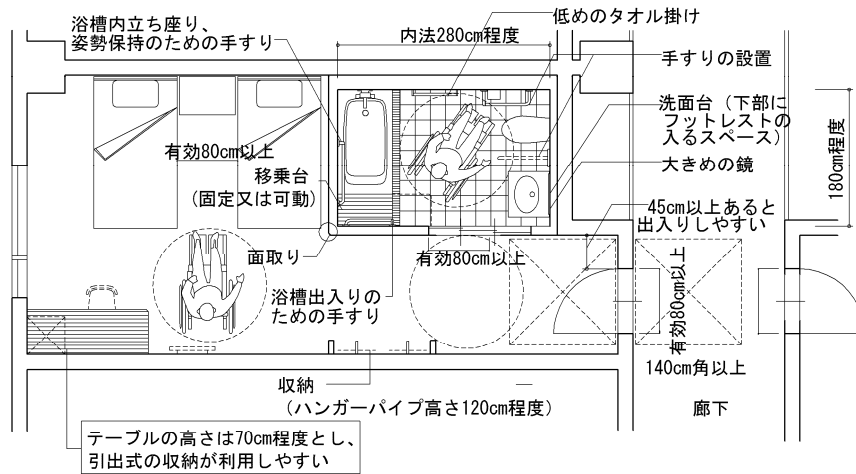 浴槽内立ち座り、
姿勢保持のための手すり
内法280cm程度
低めのタオル掛け
手すりの設置
洗面台（下部に
フットレストの
入るスペース）
大きめの鏡
180cm程度
有効80cm以上
移乗台
（固定又は可動）
45cm以上あると
出入りしやすい
面取り
有効80cm以上
浴槽出入りの
ための手すり
有効80cm以上
140cm角以上
収納
（ハンガーパイプ高さ120cm程度）
廊下
テーブルの高さは70cm程度とし、
引出式の収納が利用しやすい